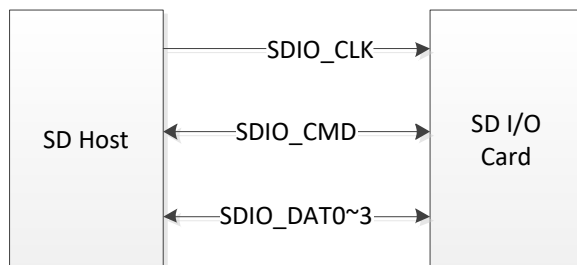 SDIO_CLK
SD Host
SDIO_CMD
SD I/O
Card
SDIO_DAT0~3